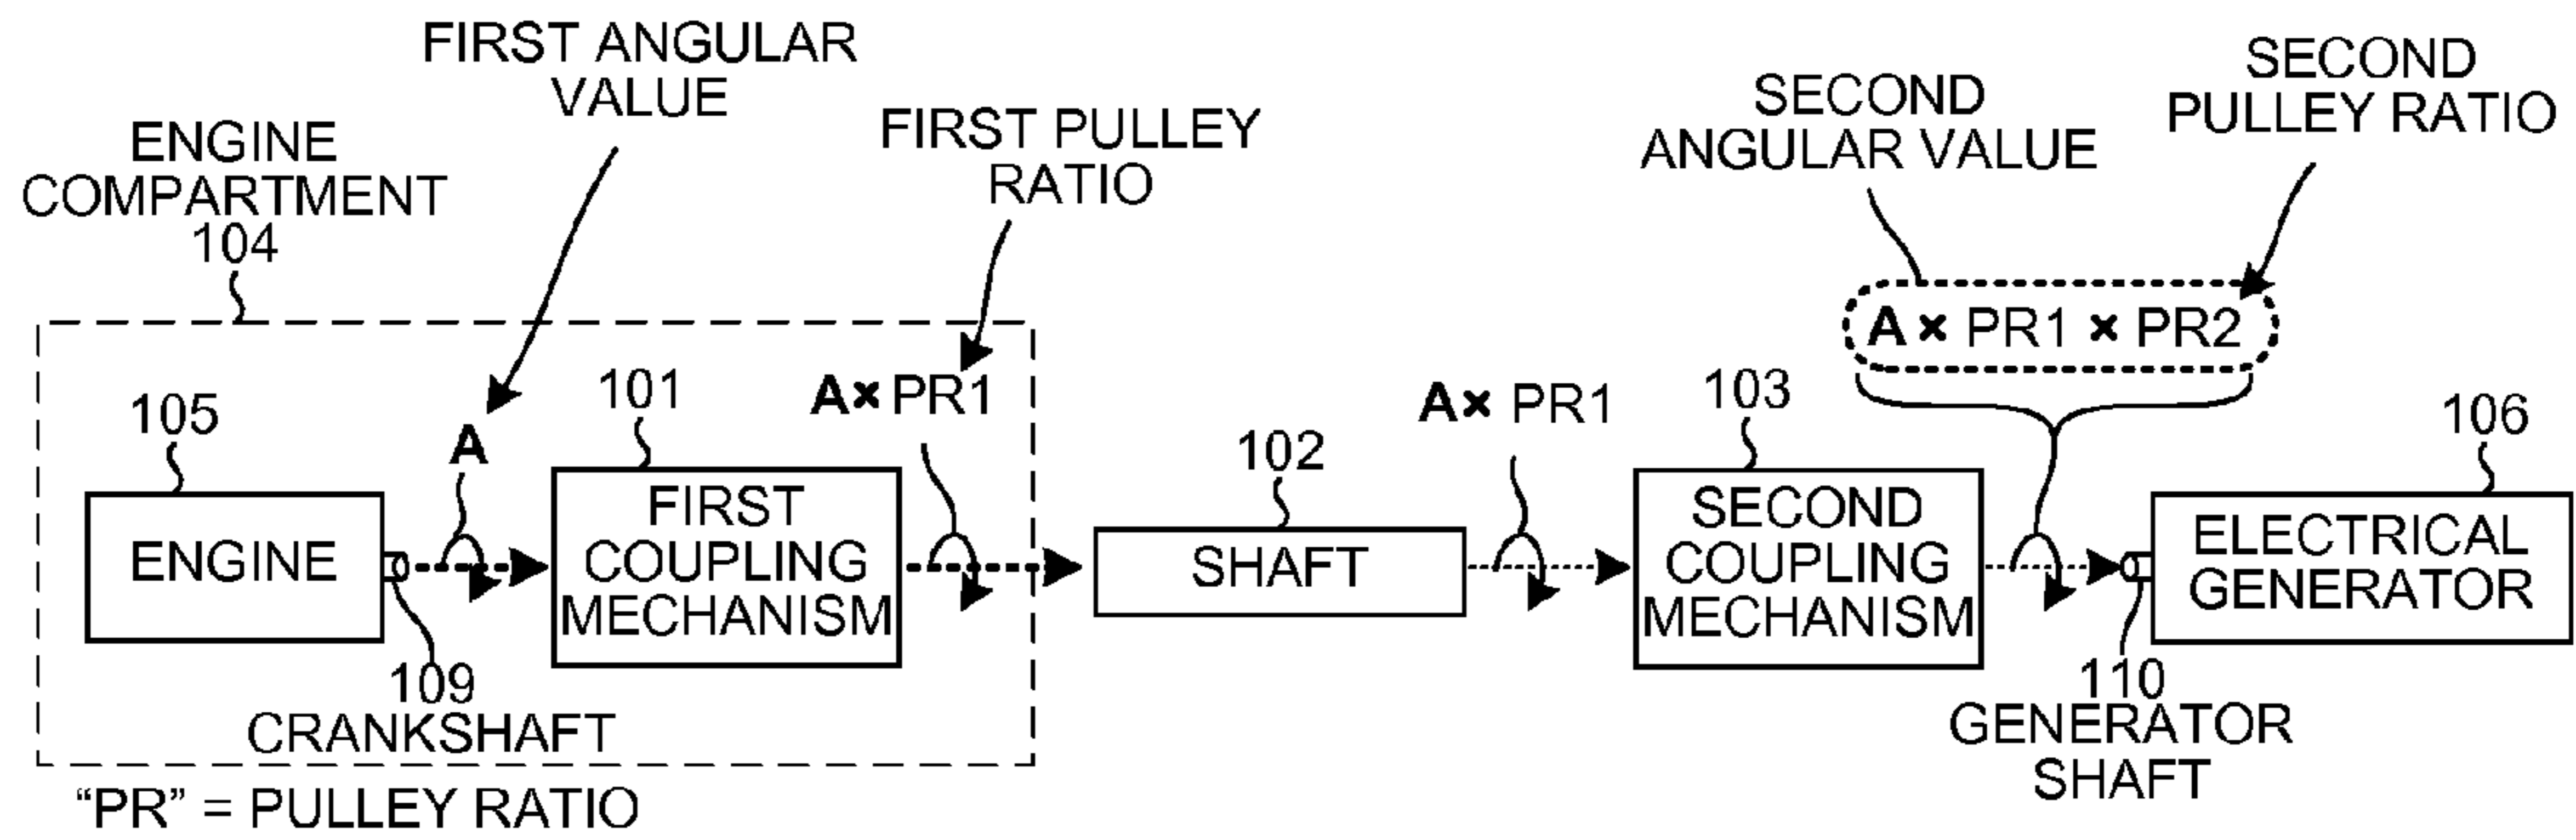 FIRST ANGULAR
VALUE
ENGINE
COMPARTMENT
104
FIRST PULLEY
RATIO
SECOND
ANGULAR VALUE
SECOND
PULLEY RATIO
A × PR1 × PR2
105
A
101
A× PR1
102
A× PR1
103
106
ENGINE
FIRST
COUPLING
MECHANISM
SHAFT
SECOND
COUPLING
MECHANISM
ELECTRICAL
GENERATOR
109
CRANKSHAFT
110
GENERATOR
SHAFT
“PR” = PULLEY RATIO